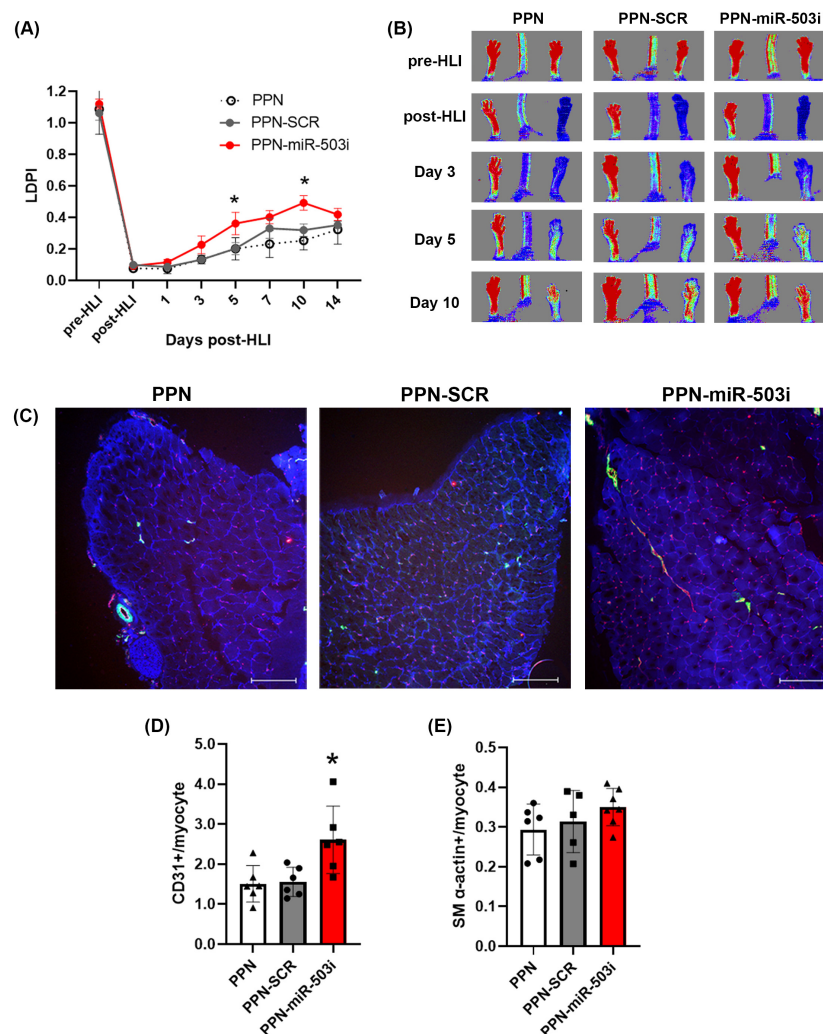 (A)
LDPI
1.2
1.0
0.8
0.6
0.4
0.2
0.0
PPN
PPN-SCR
PPN-miR-503i
*
*
pre-HLI
post-HLI
1
3
5
7
10
14
Days post-HLI
(B)
PPN
PPN-SCR
PPN-miR-503i
pre-HLI
post-HLI
Day 3
Day 5
Day 10
(C)
PPN
PPN-SCR
PPN-miR-503i
(D)
CD31+/myocyte
5.0
4.0
3.0
2.0
1.0
0.0
*
PPN
PPN-SCR
PPN-miR-503i
(E)
SM α-actin+/myocyte
0.5
0.4
0.3
0.2
0.1
0.0
PPN
PPN-SCR
PPN-miR-503i